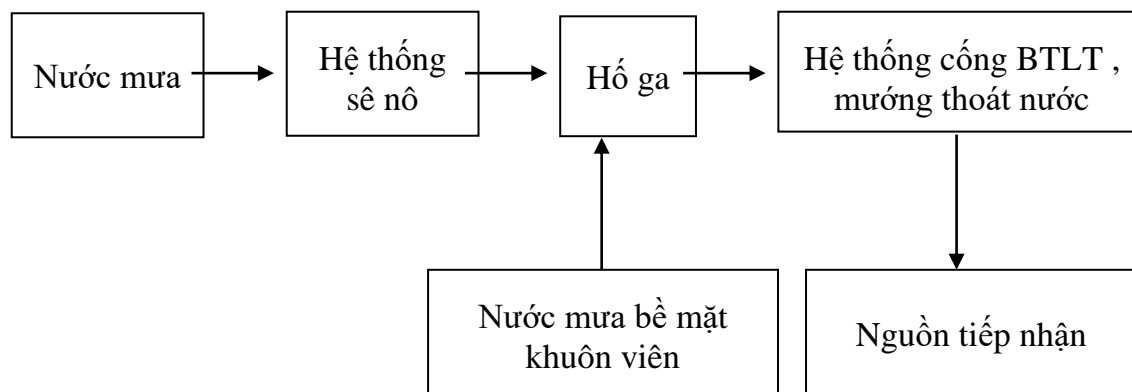 Nước mưa
Hệ thống
sê nô
Hố ga
Hệ thống cống BTLT ,
mướng thoát nước
Nước mưa bề mặt
khuôn viên
Nguồn tiếp nhận